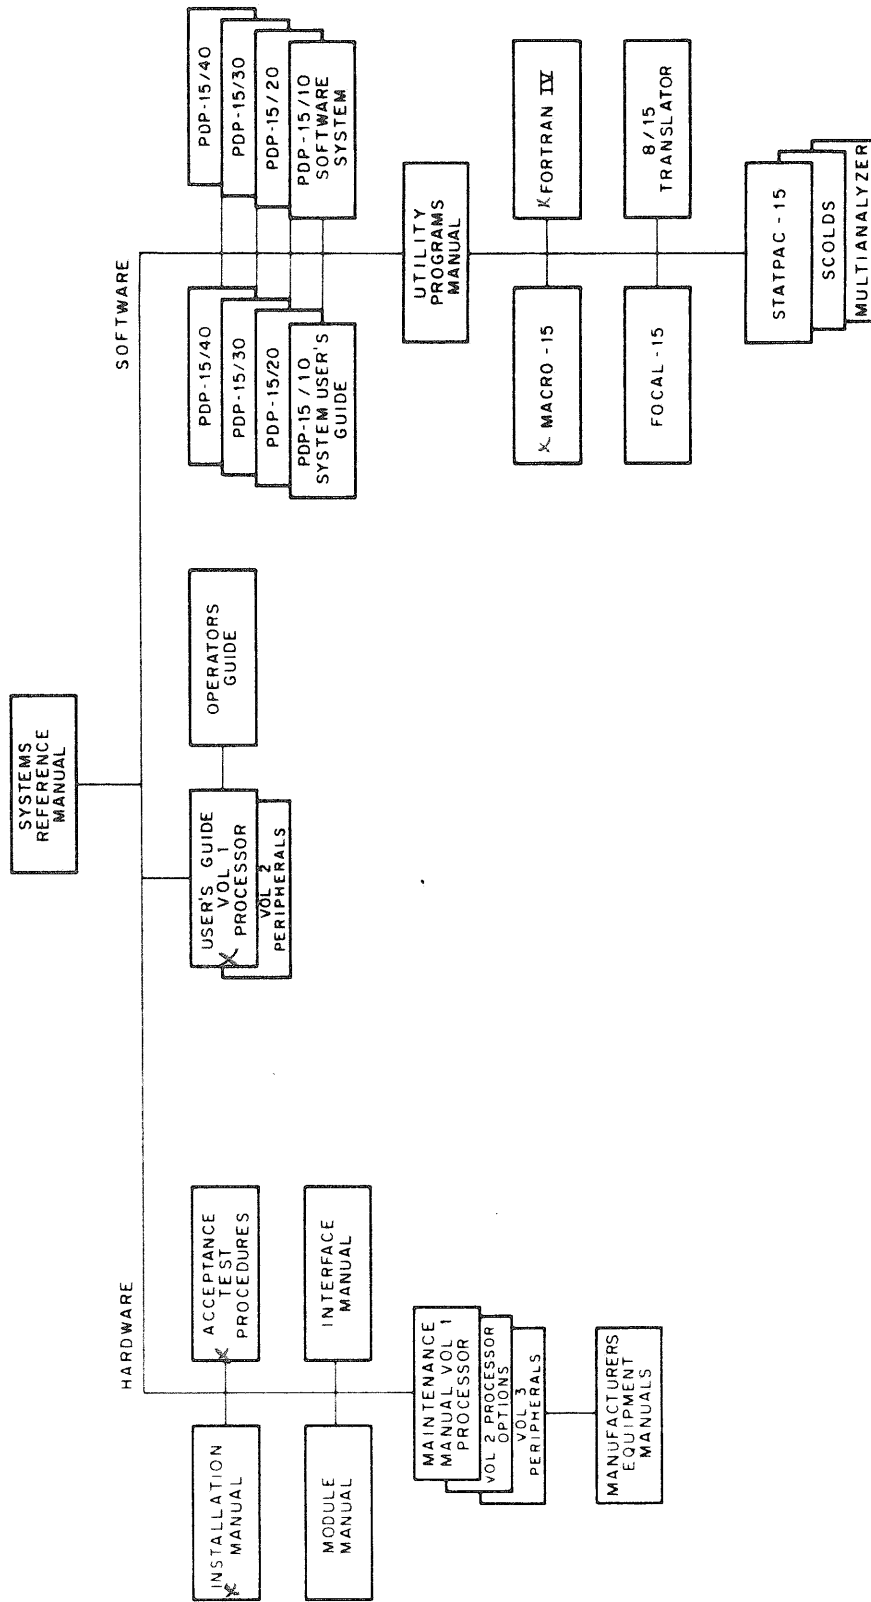 SYSTEMS
REFERENCE
MANUAL
HARDWARE
SOFTWARE
INSTALLATION
MANUAL
ACCEPTANCE
TEST
PROCEDURES
MODULE
MANUAL
INTERFACE
MANUAL
MAINTENANCE
MANUAL VOL 1
PROCESSOR
VOL 2 PROCESSOR
OPTIONS
VOL 3
PERIPHERALS
MANUFACTURERS
EQUIPMENT
MANUALS
USER'S GUIDE
VOL 1
PROCESSOR
VOL 2
PERIPHERALS
OPERATORS
GUIDE
PDP-15/40
PDP-15/30
PDP-15/20
PDP-15/10
SYSTEM USER'S
GUIDE
PDP-15/40
PDP-15/30
PDP-15/20
PDP-15/10
SOFTWARE
SYSTEM
UTILITY
PROGRAMS
MANUAL
X MACRO-15
X FORTRAN IV
FOCAL-15
8/15
TRANSLATOR
STATPAC-15
SCOLDS
MULTIANALYZER